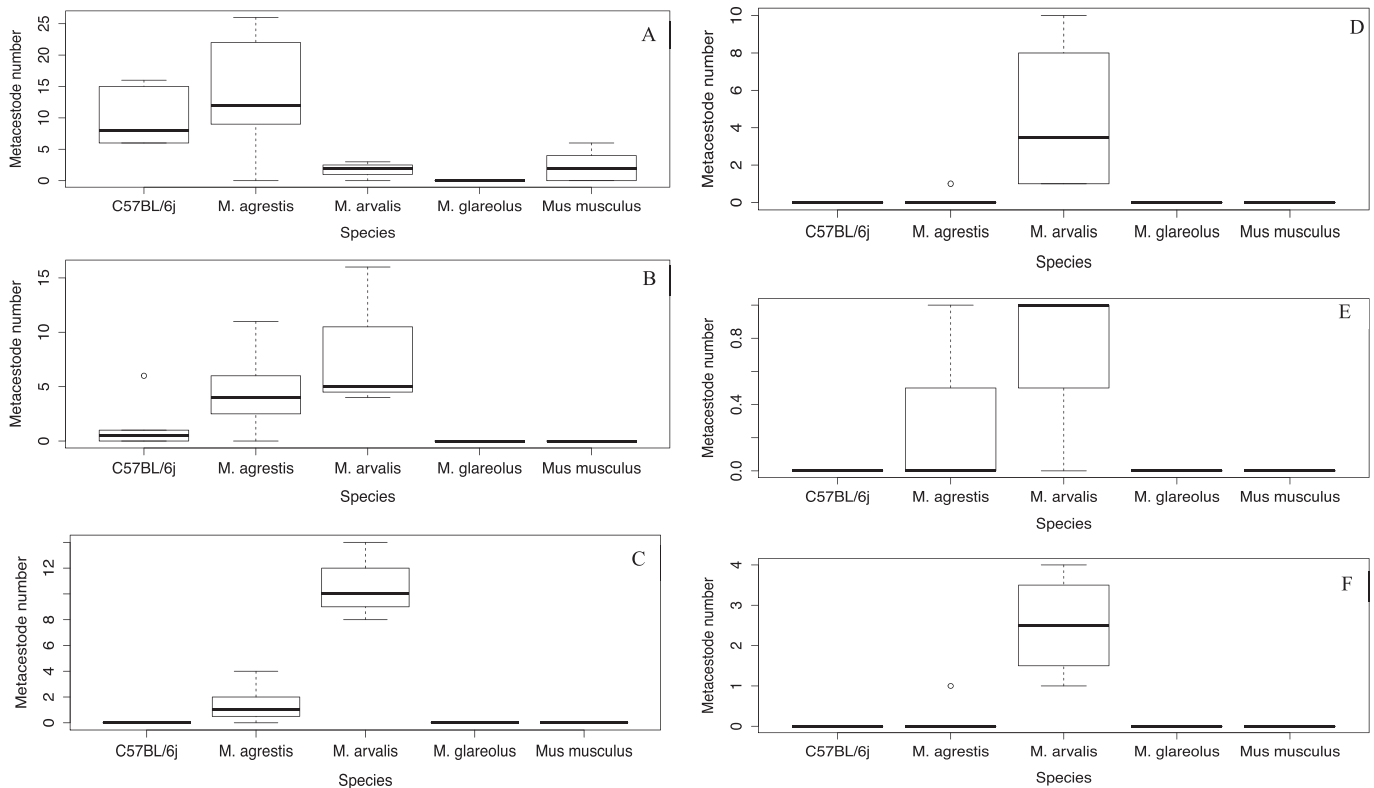 A
Metacestode number
25
20
15
10
5
0
C57BL/6j M. agrestis M. arvalis M. glareolus Mus musculus
Species
B
Metacestode number
15
10
5
0
C57BL/6j M. agrestis M. arvalis M. glareolus Mus musculus
Species
C
Metacestode number
12
8
6
4
2
0
C57BL/6j M. agrestis M. arvalis M. glareolus Mus musculus
Species
D
Metacestode number
10
8
6
4
2
0
C57BL/6j M. agrestis M. arvalis M. glareolus Mus musculus
Species
E
Metacestode number
0.8
0.4
0.0
C57BL/6j M. agrestis M. arvalis M. glareolus Mus musculus
Species
F
Metacestode number
4
3
2
1
0
C57BL/6j M. agrestis M. arvalis M. glareolus Mus musculus
Species